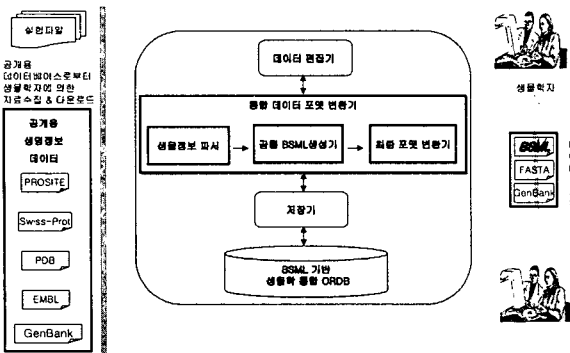 실험파일
공개용
데이터베이스로부터
생물학자에 의한
자료수집 & 다운로드
공개용
생명정보
데이터
PROSITE
Swiss-Prot
PDB
EMBL
GenBank
데이터 편집기
통합 데이터 포맷 변환기
생물정보 파서
공통 BSML생성기
최종 포맷 변환기
저장기
BSML 기반
생물학 통합 ORDB
생물학자
BSML
FASTA
GenBank